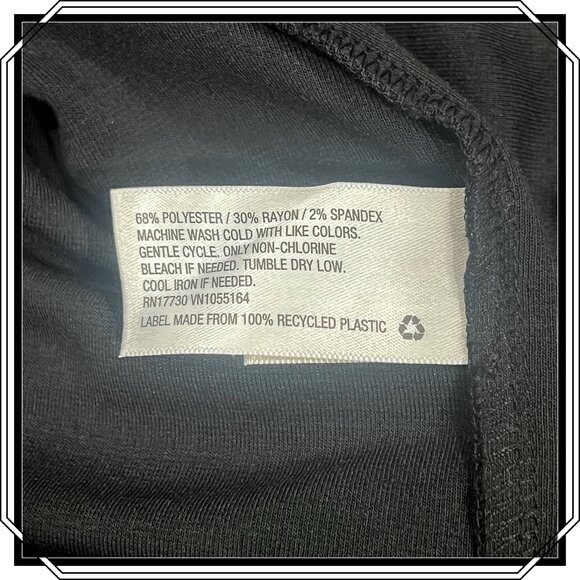 68% POLYESTER / 30% RAYON / 2% SPANDEX
MACHINE WASH COLD WITH LIKE COLORS.
GENTLE CYCLE. ONLY NON-CHLORINE
BLEACH IF NEEDED. TUMBLE DRY LOW.
COOL IRON IF NEEDED.
RN17730 VN1055164
LABEL MADE FROM 100% RECYCLED PLASTIC